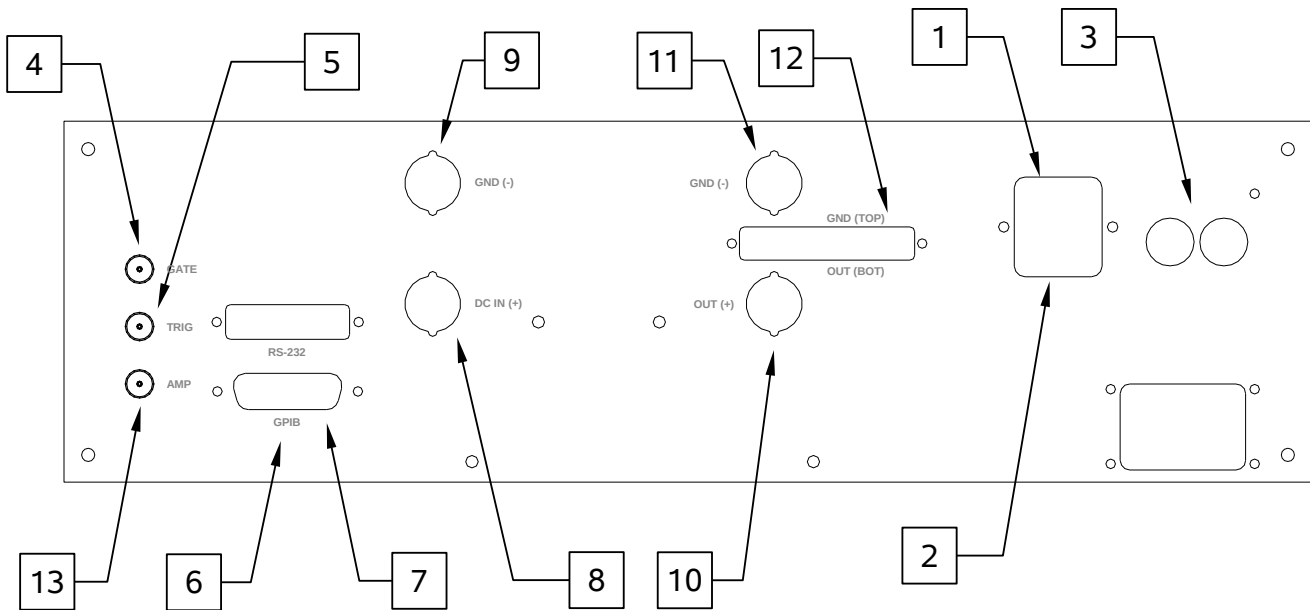 1
3
4
5
9
11
12
GND (-)
GND (-)
GND (TOP)
GATE
OUT (BOT)
DC IN (+)
OUT (+)
TRIG
RS-232
AMP
GPIB
2
13
6
7
8
10